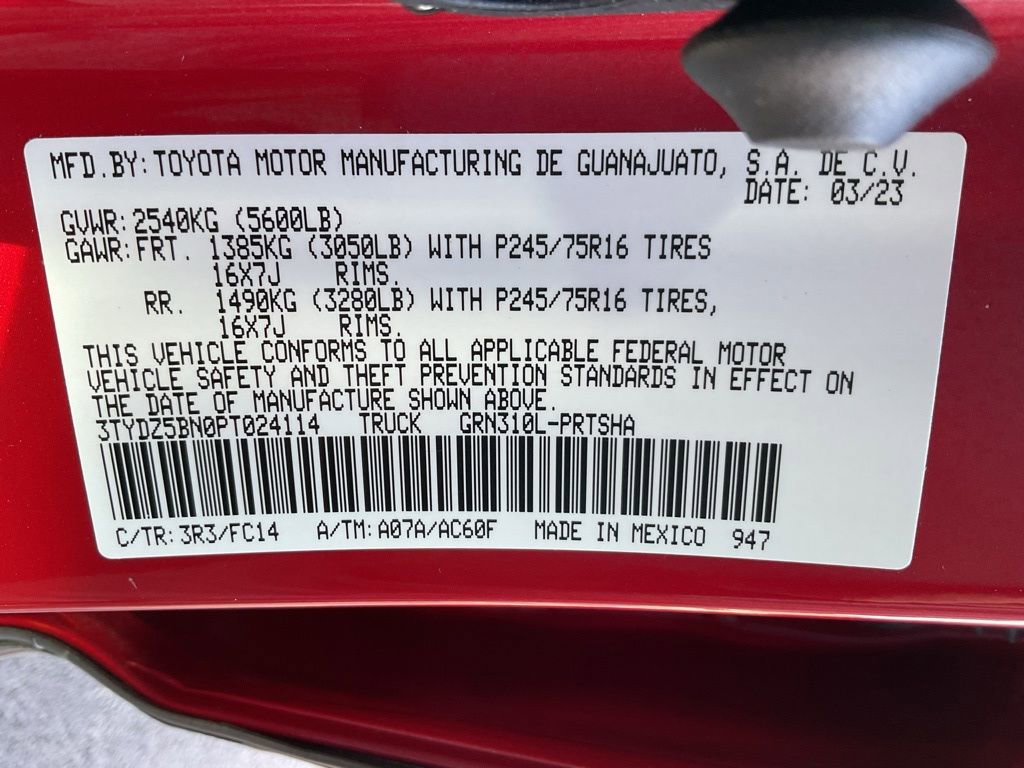 MFD.BY: TOYOTA MOTOR MANUFACTURING DE GUANAJUATO, S.A. DE C.V.
DATE: 03/23
GVWR: 2540KG (5600LB)
GAWR: FRT. 1385KG (3050LB) WITH P245/75R16 TIRES
16X7J RIMS.
RR. 1490KG (3280LB) WITH P245/75R16 TIRES,
16X7J RIMS.
THIS VEHICLE CONFORMS TO ALL APPLICABLE FEDERAL MOTOR
VEHICLE SAFETY AND THEFT PREVENTION STANDARDS IN EFFECT ON
THE DATE OF MANUFACTURE SHOWN ABOVE.
3TYDZ5BN0PT024114 TRUCK GRN310L-PRTSHA
C/TR: 3R3/FC14 A/TM: A07A/AC60F MADE IN MEXICO 947